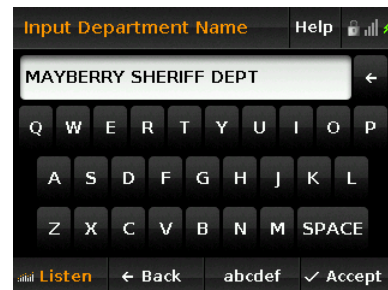 Input Department Name Help
MAYBERRY SHERIFF DEPT ←
Q W E R T Y U I O P
A S D F G H J K L
Z X C V B N M SPACE
Listen ← Back abcdef ✓ Accept